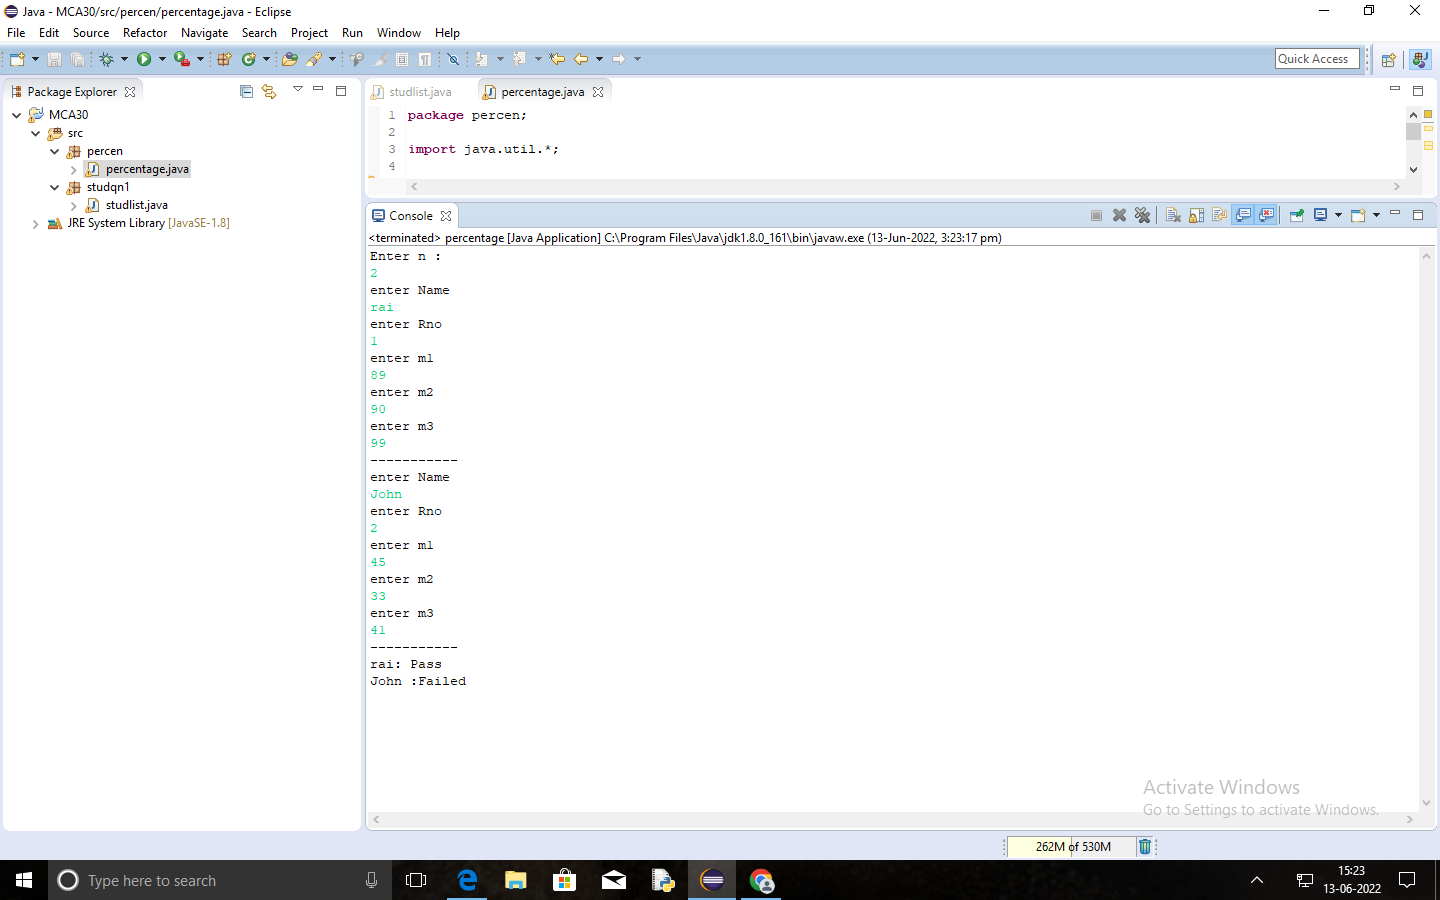 Java - MCA30/src/percen/percentage.java - Eclipse
File Edit Source Refactor Navigate Search Project Run Window Help
Quick Access
Package Explorer
MCA30
src
percen
percentage.java
studqn1
studlist.java
JRE System Library [JavaSE-1.8]
studlist.java percentage.java
1 package percen;
2
3 import java.util.*;
4
Console
<terminated> percentage [Java Application] C:\Program Files\Java\jdk1.8.0_161\bin\javaw.exe (13-Jun-2022, 3:23:17 pm)
Enter n :
2
enter Name
rai
enter Rno
1
enter m1
89
enter m2
90
enter m3
99
-----------
enter Name
John
enter Rno
2
enter m1
45
enter m2
33
enter m3
41
-----------
rai: Pass
John :Failed
Activate Windows
Go to Settings to activate Windows.
262M of 530M
Type here to search
15:23
13-06-2022